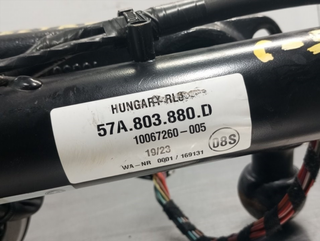 HUNGARY RLS
57A.803.880.D
10067260-005
19/23
08S
WA-NR 0001/169131